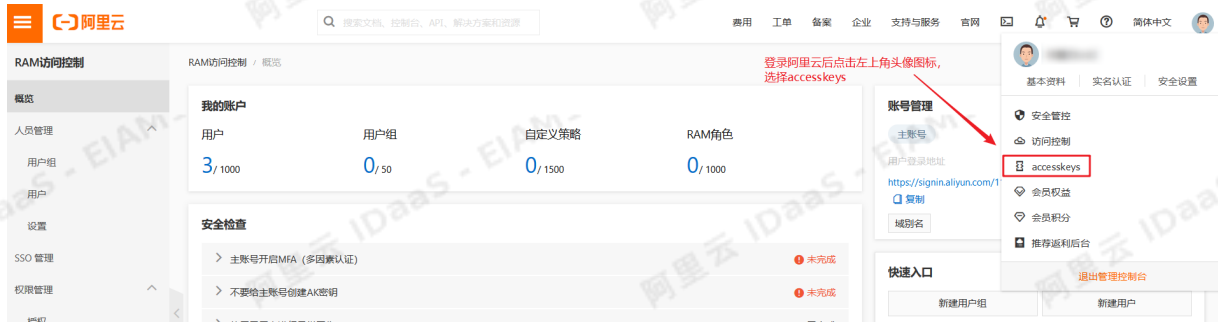 阿里云
搜索文档、控制台、API、解决方案和资源
费用 工单 备案 企业 支持与服务 官网 简体中文
RAM访问控制
RAM访问控制 / 概览
登录阿里云后点击左上角头像图标，
选择accesskeys
基本资料 实名认证 安全设置
概览
我的账户
账号管理
安全管控
人员管理
用户 用户组 自定义策略 RAM角色
主账号
访问控制
用户组
3/ 1000 0/ 50 0/ 1500 0/ 1000
用户登录地址
accesskeys
https://signin.aliyun.com/1
会员权益
用户
复制
会员积分
设置
安全检查
域别名
推荐返利后台
SSO 管理
主账号开启MFA（多因素认证） 未完成
快速入口
退出管理控制台
权限管理
不要给主账号创建AK密钥 未完成
新建用户组 新建用户
阿里云 IDaaS - EIAM-